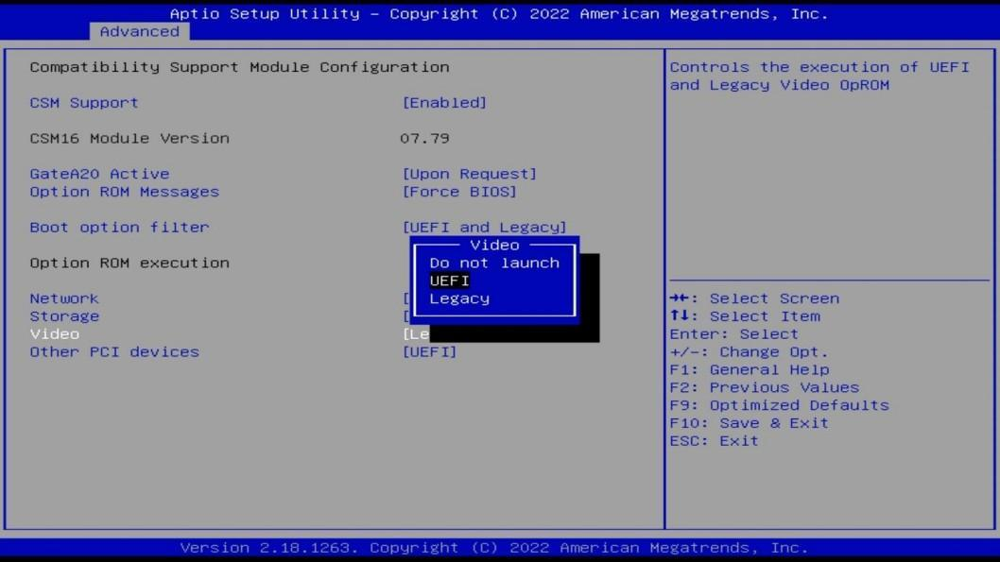 Aptio Setup Utility – Copyright (C) 2022 American Megatrends, Inc.
Advanced
Compatibility Support Module Configuration
CSM Support [Enabled]
CSM16 Module Version 07.79
GateA20 Active [Upon Request]
Option ROM Messages [Force BIOS]
Boot option filter [UEFI and Legacy]
Option ROM execution
Network [
Storage [
Video [Le
Other PCI devices [UEFI]
Video
Do not launch
UEFI
Legacy
Controls the execution of UEFI
and Legacy Video OpROM
→←: Select Screen
↑↓: Select Item
Enter: Select
+/-: Change Opt.
F1: General Help
F2: Previous Values
F9: Optimized Defaults
F10: Save & Exit
ESC: Exit
Version 2.18.1263. Copyright (C) 2022 American Megatrends, Inc.